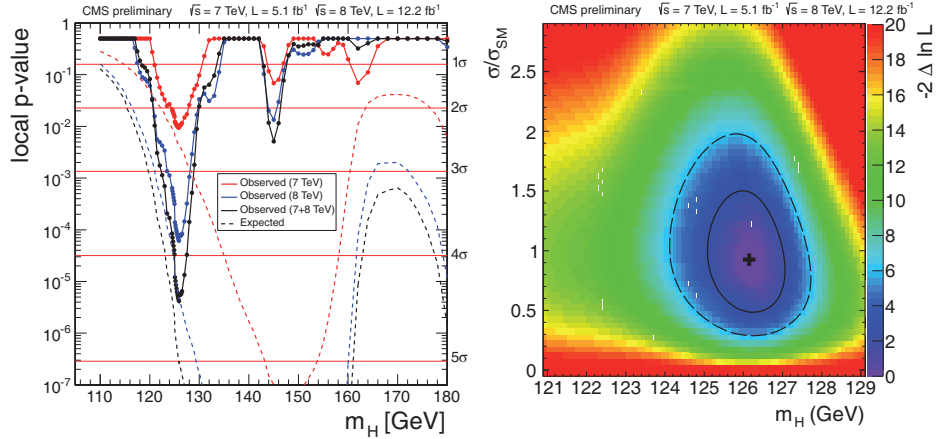 CMS preliminary √s = 7 TeV, L = 5.1 fb⁻¹ √s = 8 TeV, L = 12.2 fb⁻¹
local p-value
1
10⁻¹
10⁻²
10⁻³
10⁻⁴
10⁻⁵
10⁻⁶
10⁻⁷
1σ
2σ
3σ
4σ
5σ
Observed (7 TeV)
Observed (8 TeV)
Observed (7+8 TeV)
Expected
110 120 130 140 150 160 170 180
m_H [GeV]
CMS preliminary √s = 7 TeV, L = 5.1 fb⁻¹ √s = 8 TeV, L = 12.2 fb⁻¹
σ/σ_SM
3
2.5
2
1.5
1
0.5
0
121 122 123 124 125 126 127 128 129
m_H (GeV)
20
18
16
14
12
10
8
6
4
2
0
-2 Δ ln L